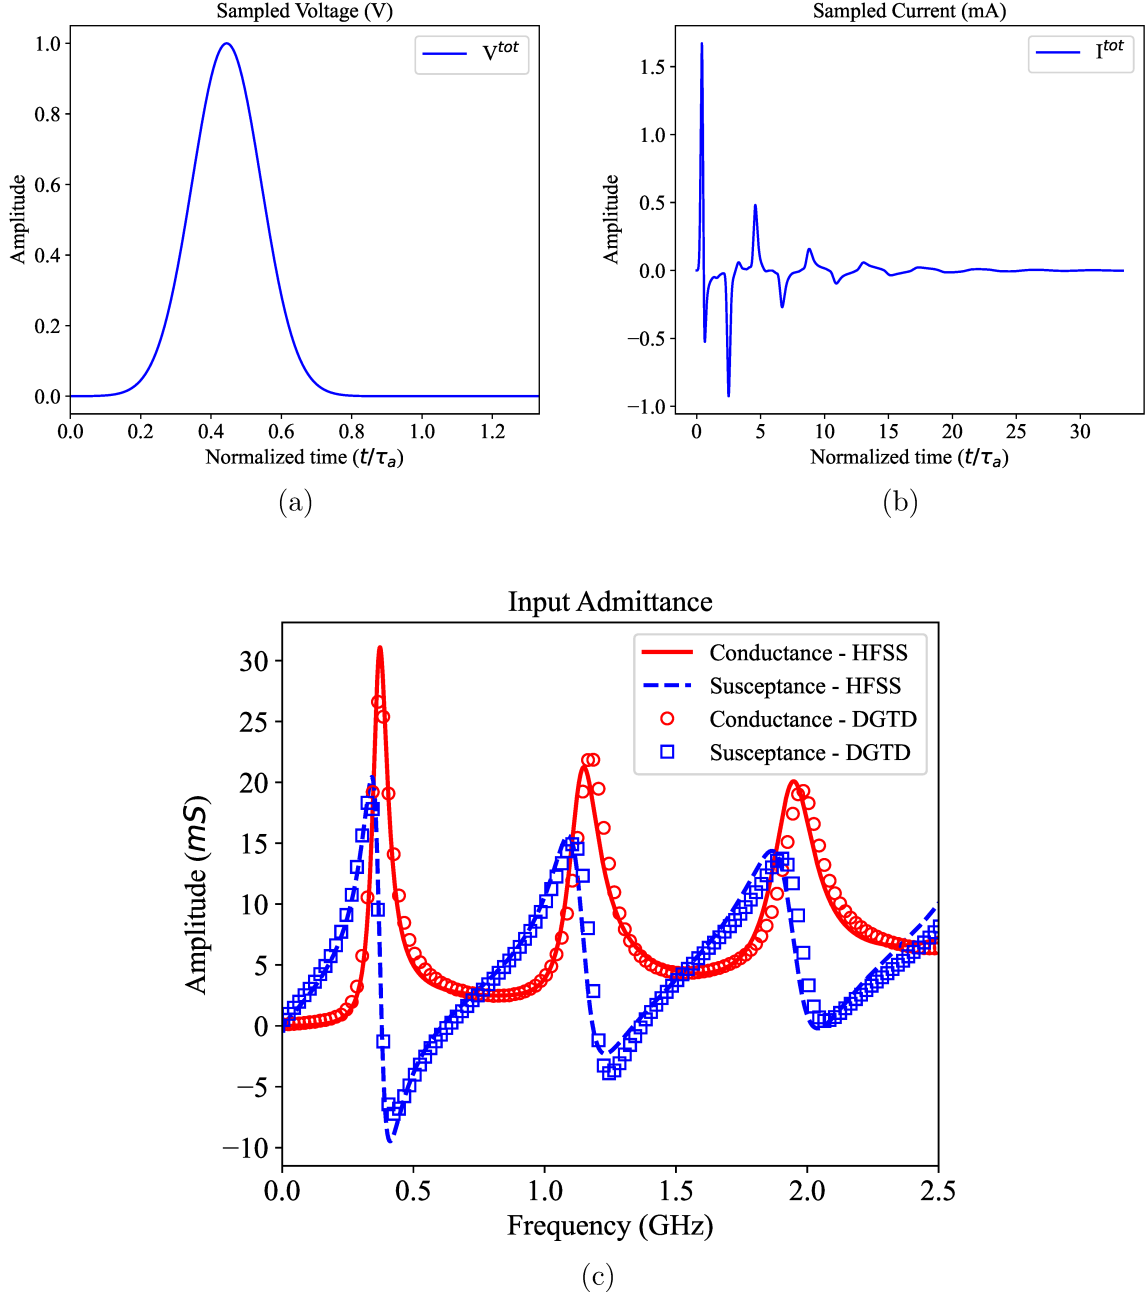 Sampled Voltage (V)
V^tot
1.0
0.8
0.6
0.4
0.2
0.0
Amplitude
0.0 0.2 0.4 0.6 0.8 1.0 1.2
Normalized time (t/τ_a)
(a)
Sampled Current (mA)
I^tot
1.5
1.0
0.5
0.0
−0.5
−1.0
Amplitude
0 5 10 15 20 25 30
Normalized time (t/τ_a)
(b)
Input Admittance
Conductance - HFSS
Susceptance - HFSS
Conductance - DGTD
Susceptance - DGTD
30
25
20
15
10
5
0
−5
−10
Amplitude (mS)
0.0 0.5 1.0 1.5 2.0 2.5
Frequency (GHz)
(c)